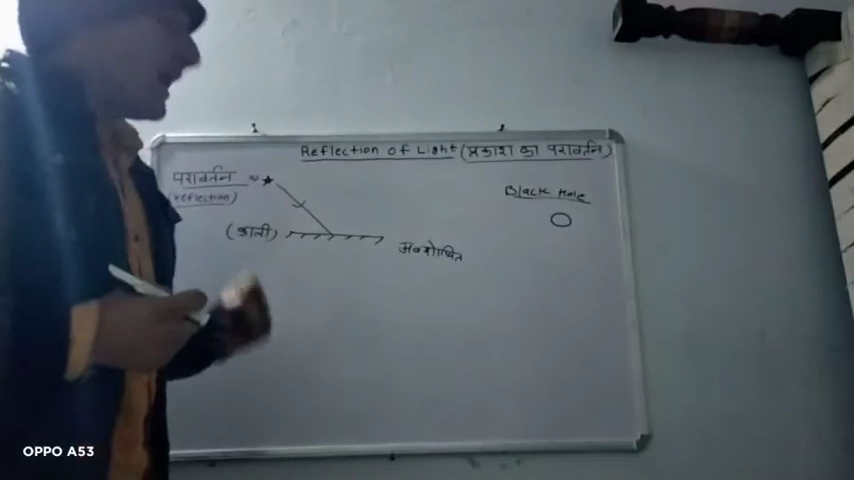 Reflection of Light (प्रकाश का परावर्तन)
परावर्तन ⇒ ★
(reflection)
Black Hole
(काली)
अवशोषित
OPPO A53